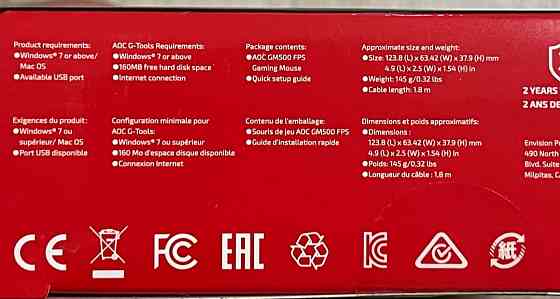 Product requirements:
●Windows® 7 or above/
Mac OS
●Available USB port
AOC G-Tools Requirements:
●Windows® 7 or above
●160MB free hard disk space
●Internet connection
Package contents:
●AOC GM500 FPS
Gaming Mouse
●Quick setup guide
Approximate size and weight:
●Size: 123.8 (L) x 63.42 (W) x 37.9 (H) mm
4.9 (L) x 2.5 (W) x 1.54 (H) in
●Weight: 145 g/0.32 lbs
●Cable length: 1.8 m
2 YEARS
2 ANS
Exigences du produit:
●Windows® 7 ou
supérieur/ Mac OS
●Port USB disponible
Configuration minimale pour
AOC G-Tools:
●Windows® 7 ou supérieur
●160 Mo d'espace disque disponible
●Connexion Internet
Contenu de l'emballage:
●Souris de jeu AOC GM500 FPS
●Guide d'installation rapide
Dimensions et poids approximatifs:
●Dimensions :
123.8 (L) x 63.42 (W) x 37.9 (H) mm
4.9 (L) x 2.5 (W) x 1.54 (H) in
●Poids: 145 g/0.32 lbs
●Longueur du câble : 1,8 m
Envision
490 North
Blvd. Suite
Milpitas,
CE
FC
EAC
紙